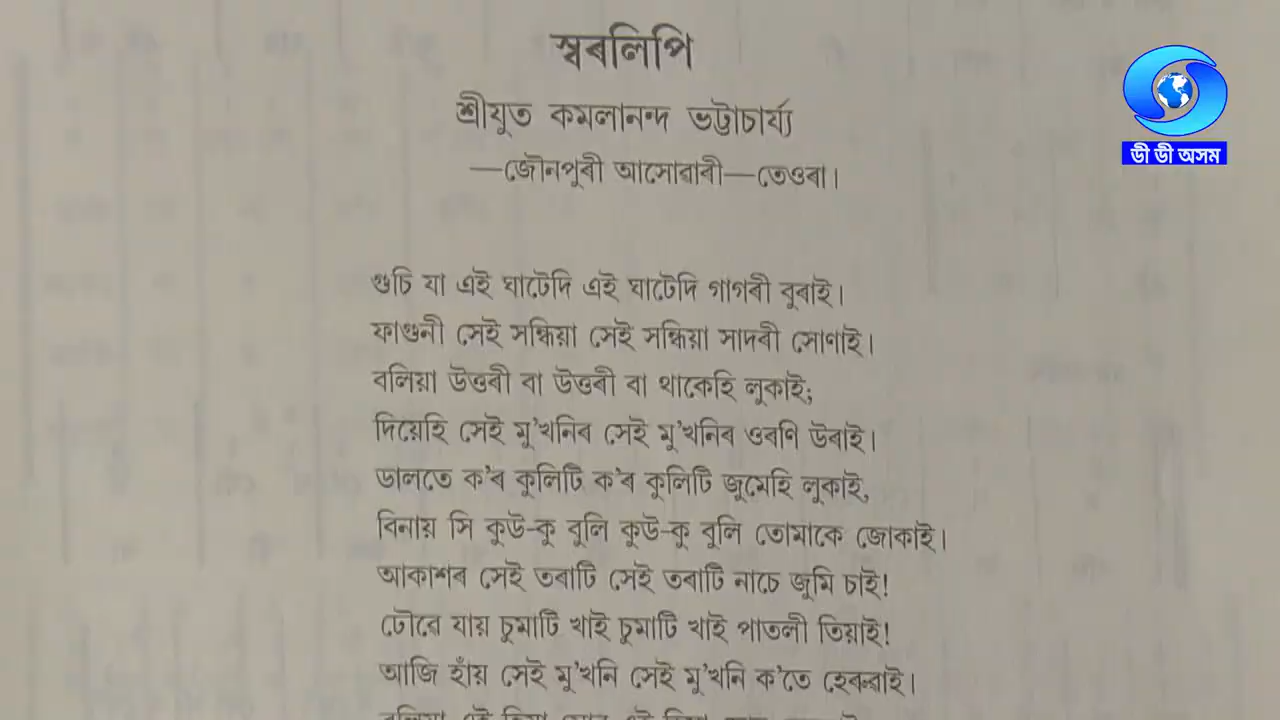 স্বৰলিপি
শ্ৰীযুত কমলানন্দ ভট্টাচাৰ্য্য
—জৌনপুৰী আসোৱাৰী—তেওৰা।
ডী ডী অসম
গুচি যা এই ঘাটেদি এই ঘাটেদি গাগৰী বুৰাই।
ফাগুনী সেই সন্ধিয়া সেই সন্ধিয়া সাদৰী সোণাই।
বলিয়া উত্তৰী বা উত্তৰী বা থাকেহি লুকাই;
দিয়েহি সেই মু'খনিৰ সেই মু'খনিৰ ওৰণি উৰাই।
ডালতে ক'ৰ কুলিটি ক'ৰ কুলিটি জুমেহি লুকাই,
বিনায় সি কুউ-কু বুলি কুউ-কু বুলি তোমাকে জোকাই।
আকাশৰ সেই তৰাটি সেই তৰাটি নাচে জুমি চাই!
ঢৌৱে যায় চুমাটি খাই চুমাটি খাই পাতলী তিয়াই!
আজি হাঁয় সেই মু'খনি সেই মু'খনি ক'তে হেৰুৱাই।